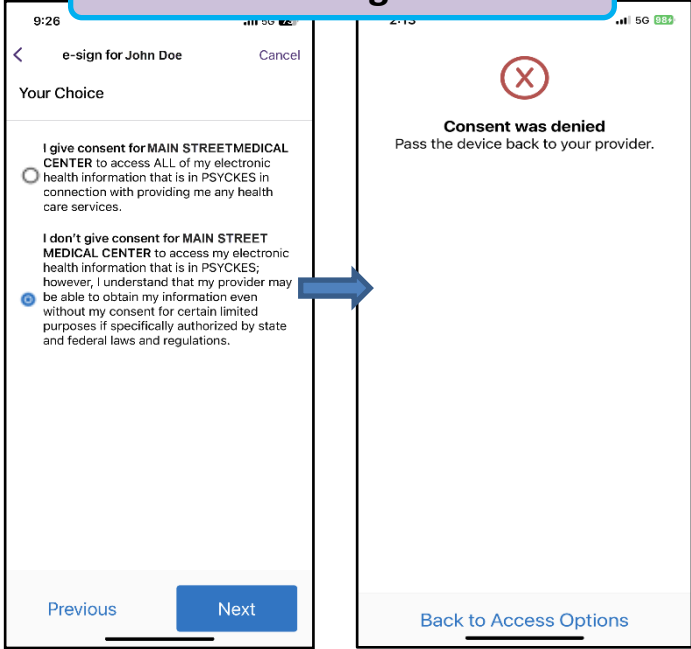 9:26
5G 72
e-sign for John Doe
Cancel
Your Choice
I give consent for MAIN STREETMEDICAL
CENTER to access ALL of my electronic
health information that is in PSYCKES in
connection with providing me any health
care services.
I don't give consent for MAIN STREET
MEDICAL CENTER to access my electronic
health information that is in PSYCKES;
however, I understand that my provider may
be able to obtain my information even
without my consent for certain limited
purposes if specifically authorized by state
and federal laws and regulations.
Previous
Next
2:13
5G 98+
Consent was denied
Pass the device back to your provider.
Back to Access Options